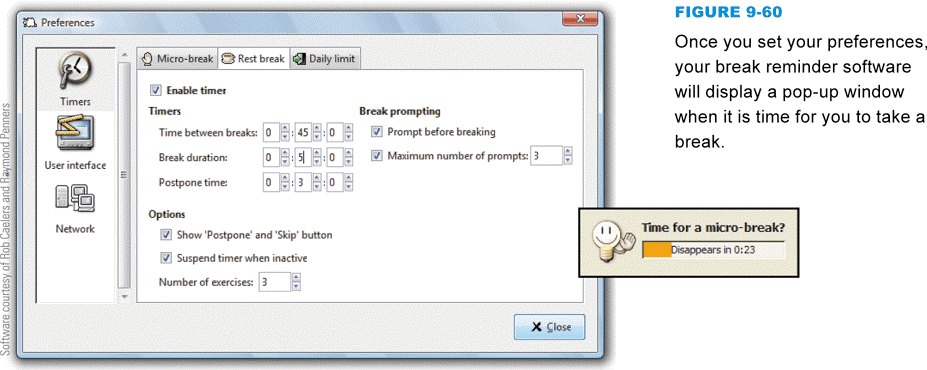 Preferences
Timers
User interface
Network
Micro-break Rest break Daily limit
Enable timer
Timers
Time between breaks: 0 : 45 : 0
Break duration: 0 : 5 : 0
Postpone time: 0 : 3 : 0
Break prompting
Prompt before breaking
Maximum number of prompts: 3
Options
Show 'Postpone' and 'Skip' button
Suspend timer when inactive
Number of exercises: 3
Close
Time for a micro-break?
Disappears in 0:23
FIGURE 9-60
Once you set your preferences,
your break reminder software
will display a pop-up window
when it is time for you to take a
break.
Software courtesy of Rob Caelers and Raymond Penners